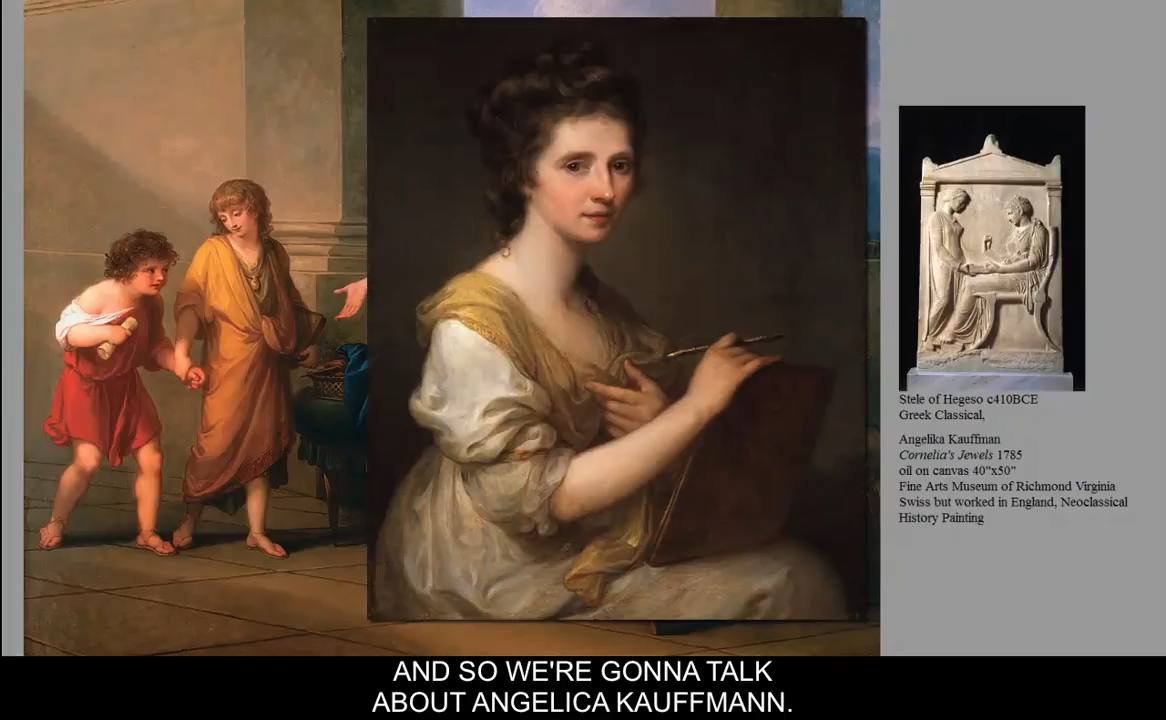 Stele of Hegeso c410BCE
Greek Classical,
Angelika Kauffman
Cornelia's Jewels 1785
oil on canvas 40"x50"
Fine Arts Museum of Richmond Virginia
Swiss but worked in England, Neoclassical
History Painting
AND SO WE'RE GONNA TALK
ABOUT ANGELICA KAUFFMANN.